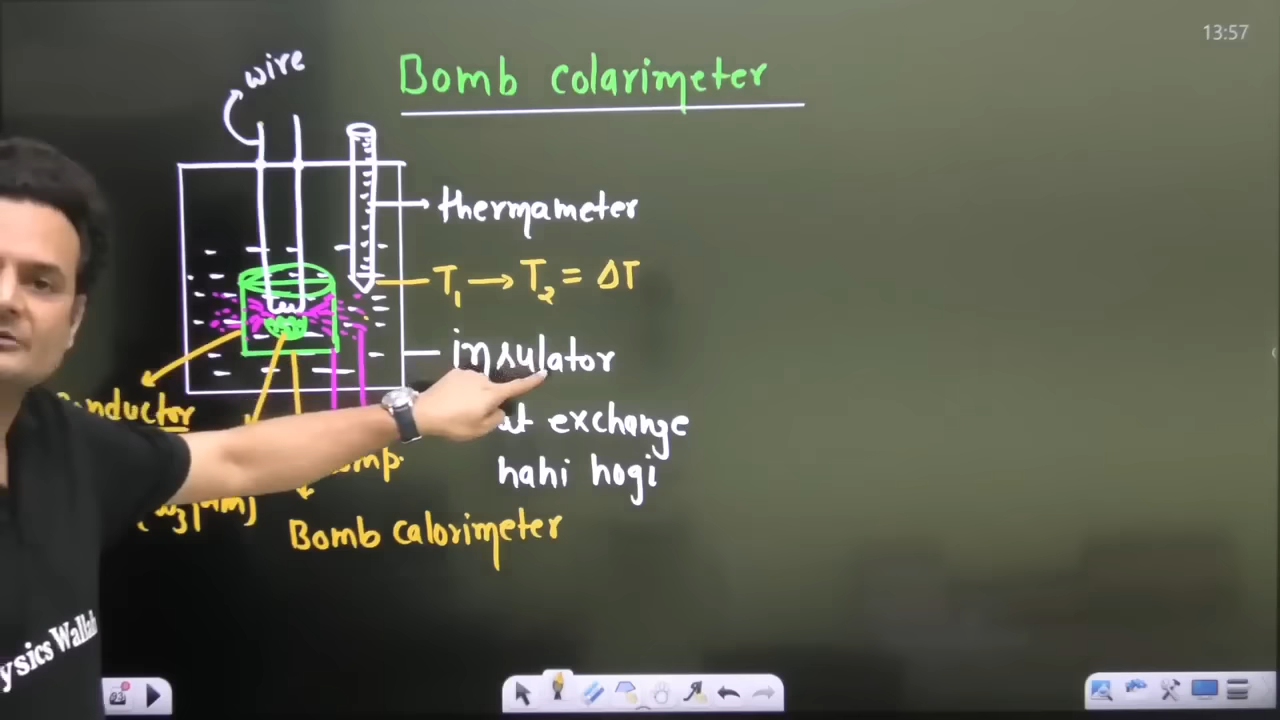 13:57
wire
Bomb colarimeter
thermameter
T₁ → T₂ = ΔT
insulator
exchange
nahi hogi
Bomb calorimeter